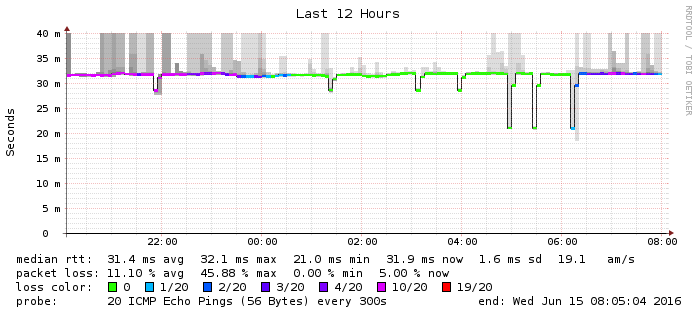 Last 12 Hours
RRDTOOL / TOBI OETIKER
Seconds
40 m
35 m
30 m
25 m
20 m
15 m
10 m
5 m
0
22:00 00:00 02:00 04:00 06:00 08:00
median rtt: 31.4 ms avg 32.1 ms max 21.0 ms min 31.9 ms now 1.6 ms sd 19.1 am/s
packet loss: 11.10 % avg 45.88 % max 0.00 % min 5.00 % now
loss color: 0 1/20 2/20 3/20 4/20 10/20 19/20
probe: 20 ICMP Echo Pings (56 Bytes) every 300s end: Wed Jun 15 08:05:04 2016